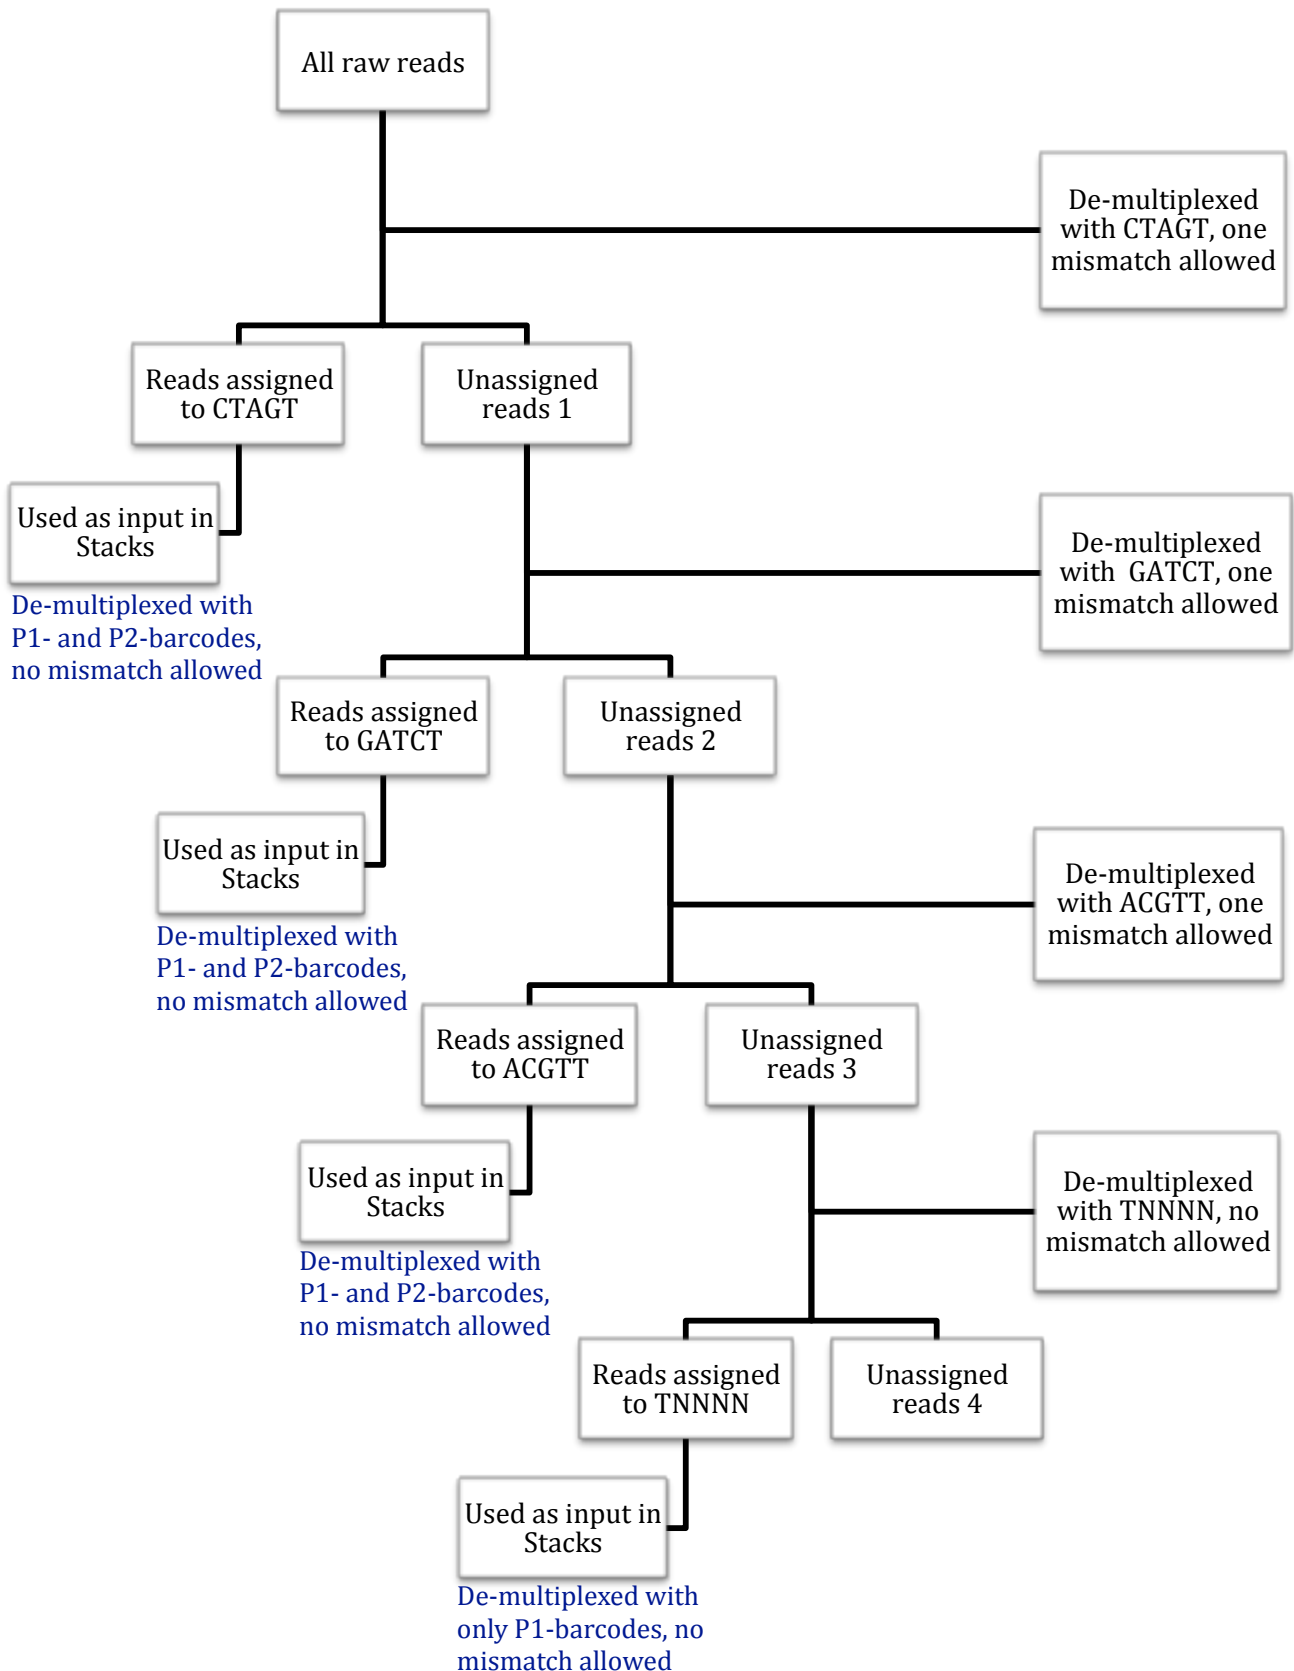 All raw reads
De-multiplexed
with CTAGT, one
mismatch allowed
Reads assigned
to CTAGT
Unassigned
reads 1
Used as input in
Stacks
De-multiplexed with
P1- and P2-barcodes,
no mismatch allowed
De-multiplexed
with  GATCT, one
mismatch allowed
Reads assigned
to GATCT
Unassigned
reads 2
Used as input in
Stacks
De-multiplexed with
P1- and P2-barcodes,
no mismatch allowed
De-multiplexed
with ACGTT, one
mismatch allowed
Reads assigned
to ACGTT
Unassigned
reads 3
Used as input in
Stacks
De-multiplexed with
P1- and P2-barcodes,
no mismatch allowed
De-multiplexed
with TNNNN, no
mismatch allowed
Reads assigned
to TNNNN
Unassigned
reads 4
Used as input in
Stacks
De-multiplexed with
only P1-barcodes, no
mismatch allowed